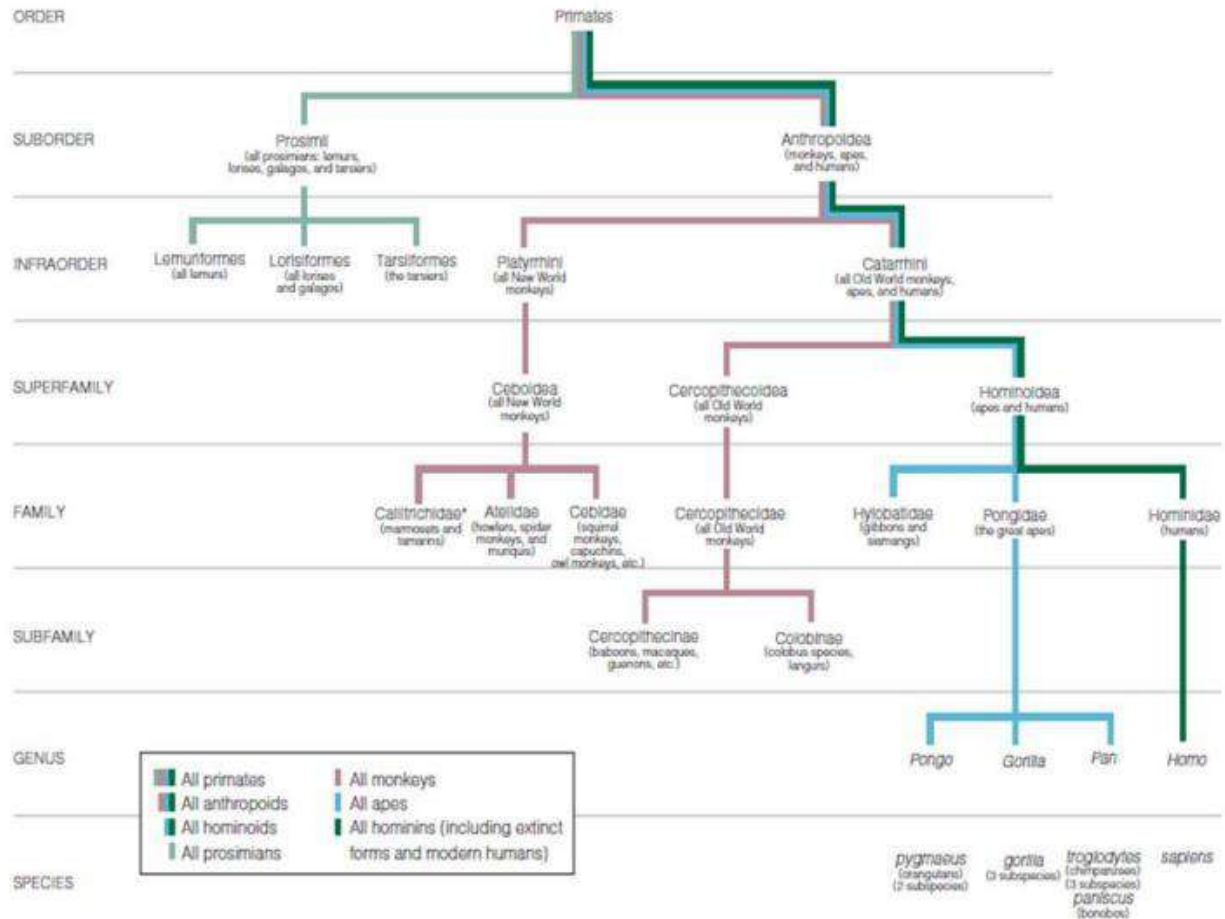 ORDER
Primates
SUBORDER
Prosimii
(all prosimians: lemurs,
lorises, galagos, and tarsiers)
Anthropoidea
(monkeys, apes,
and humans)
INFRAORDER
Lemuriformes
(all lemurs)
Lorisiformes
(all lorises
and galagos)
Tarsiiformes
(the tarsiers)
Platyrrhini
(all New World
monkeys)
Catarrhini
(all Old World monkeys,
apes, and humans)
SUPERFAMILY
Ceboidea
(all New World
monkeys)
Cercopithecoidea
(all Old World
monkeys)
Hominoidea
(apes and humans)
FAMILY
Callitrichidae*
(marmosets and
tamarins)
Atelidae
(howlers, spider
monkeys, and
muriquis)
Cebidae
(squirrel
monkeys,
capuchins,
owl monkeys, etc.)
Cercopithecidae
(all Old World
monkeys)
Hylobatidae
(gibbons and
siamangs)
Pongidae
(the great apes)
Hominidae
(humans)
SUBFAMILY
Cercopithecinae
(baboons, macaques,
guenons, etc.)
Colobinae
(colobus species,
langurs)
GENUS
Pongo
Gorilla
Pan
Homo
All primates
All anthropoids
All hominoids
All prosimians
All monkeys
All apes
All hominins (including extinct
forms and modern humans)
SPECIES
pygmaeus
(orangutans)
(2 subspecies)
gorilla
(3 subspecies)
troglodytes
(chimpanzees)
(3 subspecies)
paniscus
(bonobos)
sapiens